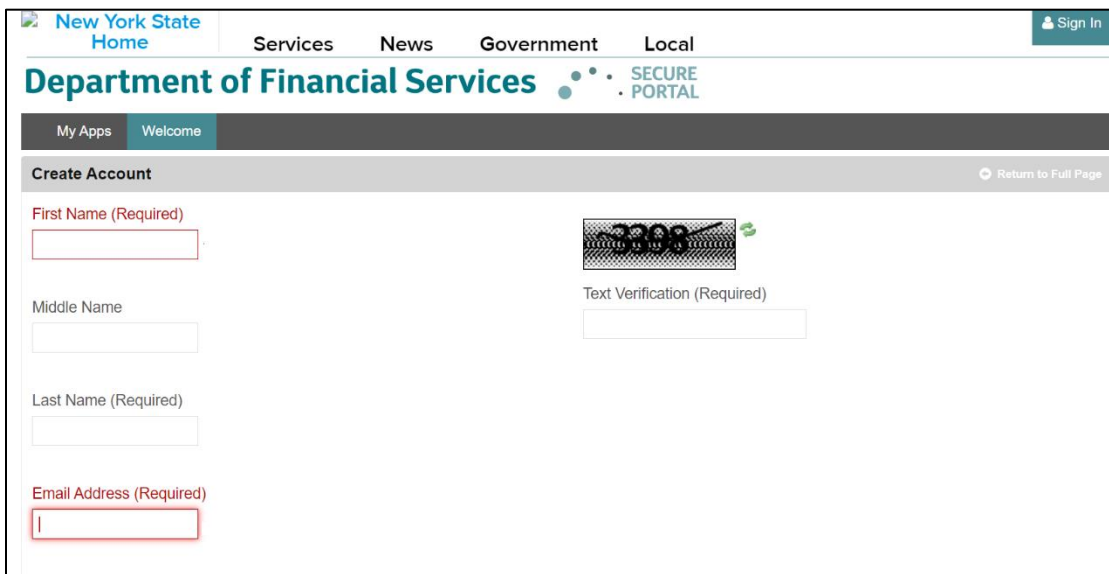 New York State
Home
Services News Government Local
Sign In
Department of Financial Services SECURE
PORTAL
My Apps Welcome
Create Account
Return to Full Page
First Name (Required)
3398
Text Verification (Required)
Middle Name
Last Name (Required)
Email Address (Required)